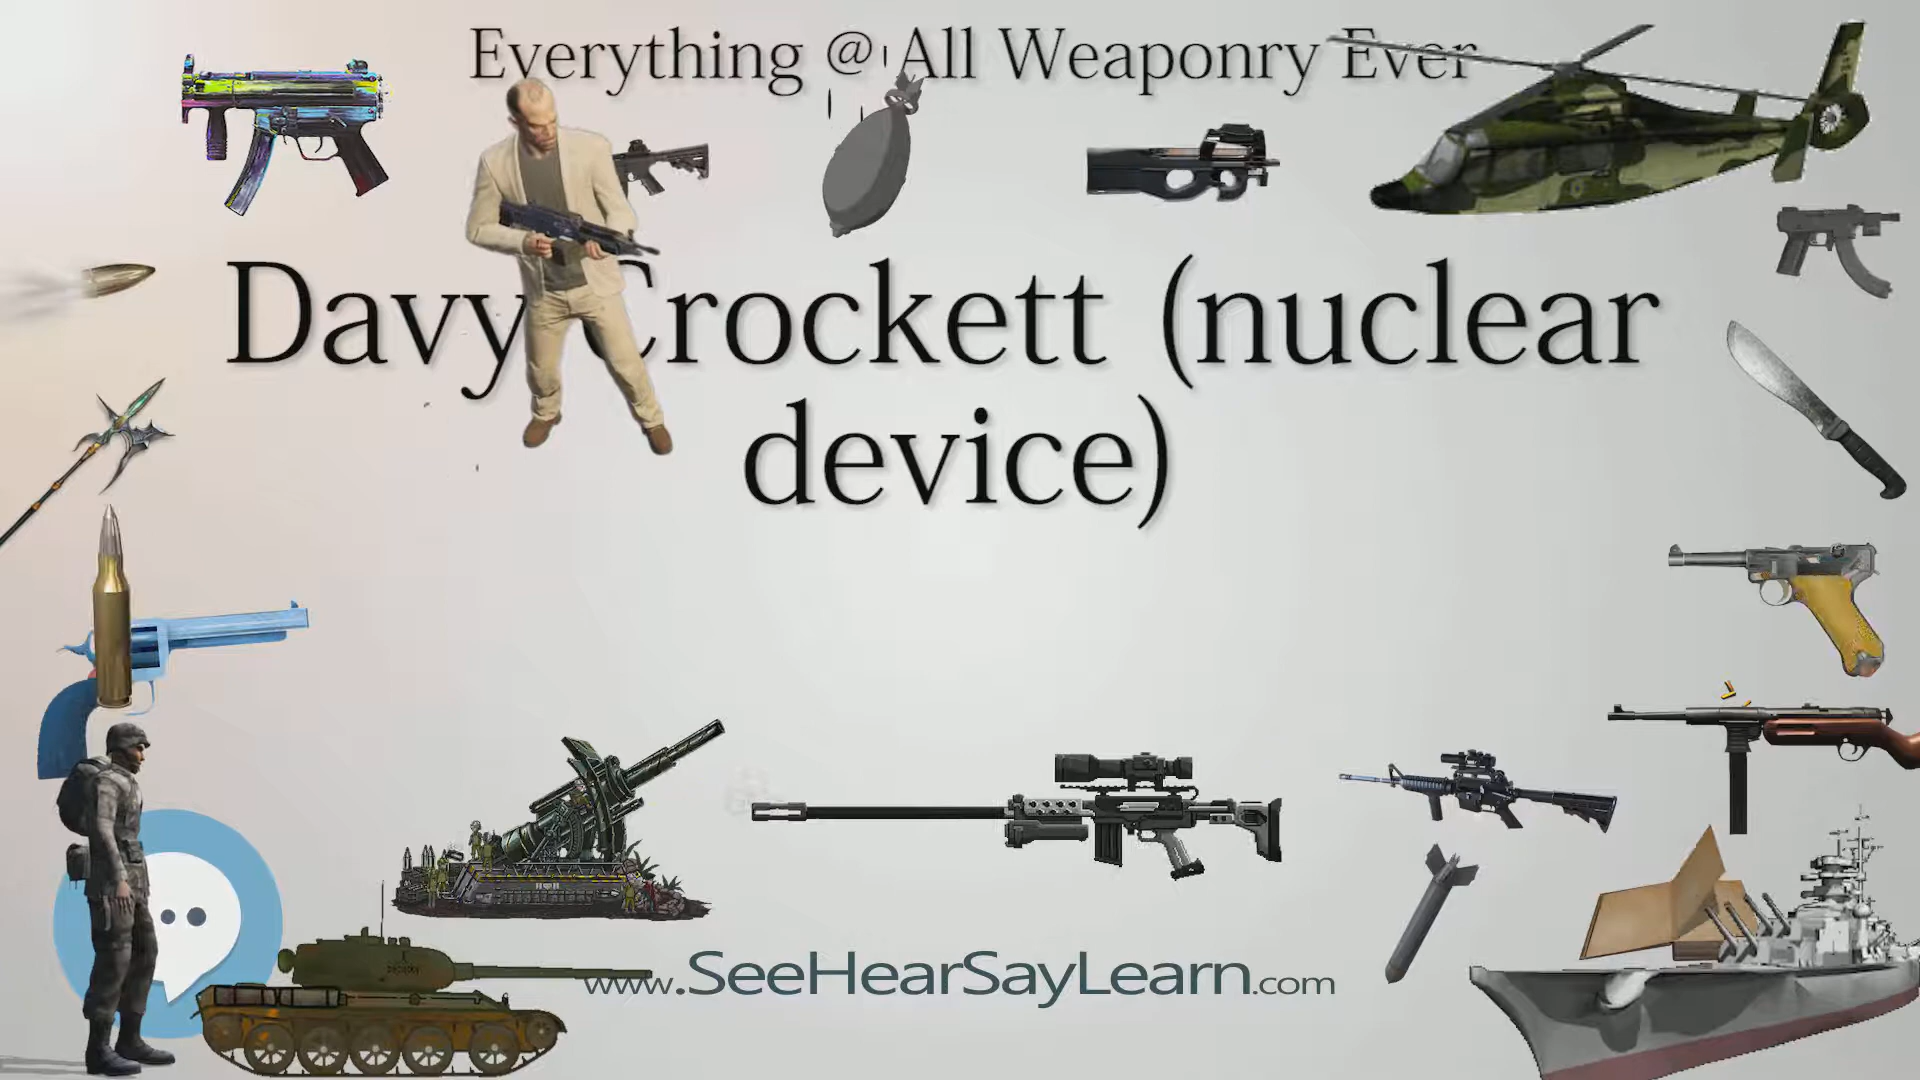 Everything @ All Weaponry Ever
Davy Crockett (nuclear
device)
www.SeeHearSayLearn.com